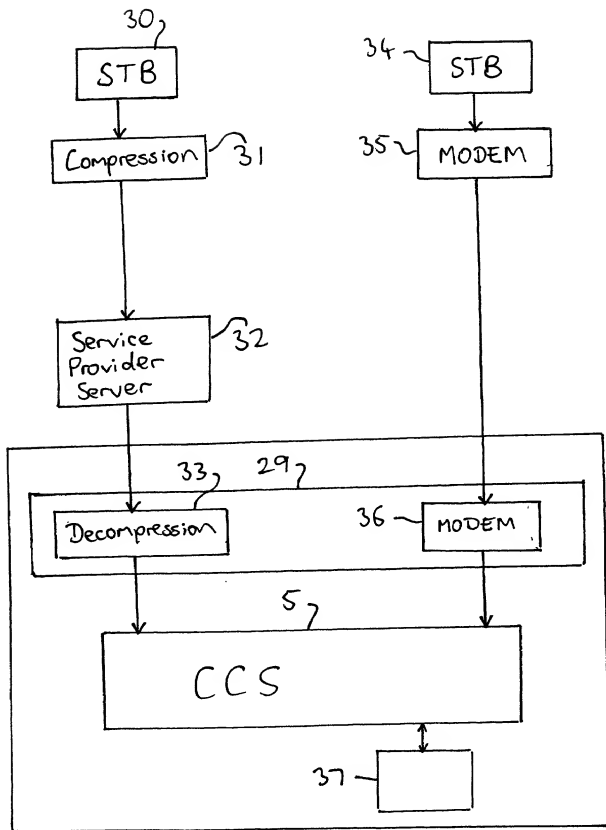 30
STB
34
STB
Compression
31
35
MODEM
Service
Provider
Server
32
33
29
Decompression
36
MODEM
5
CCS
37